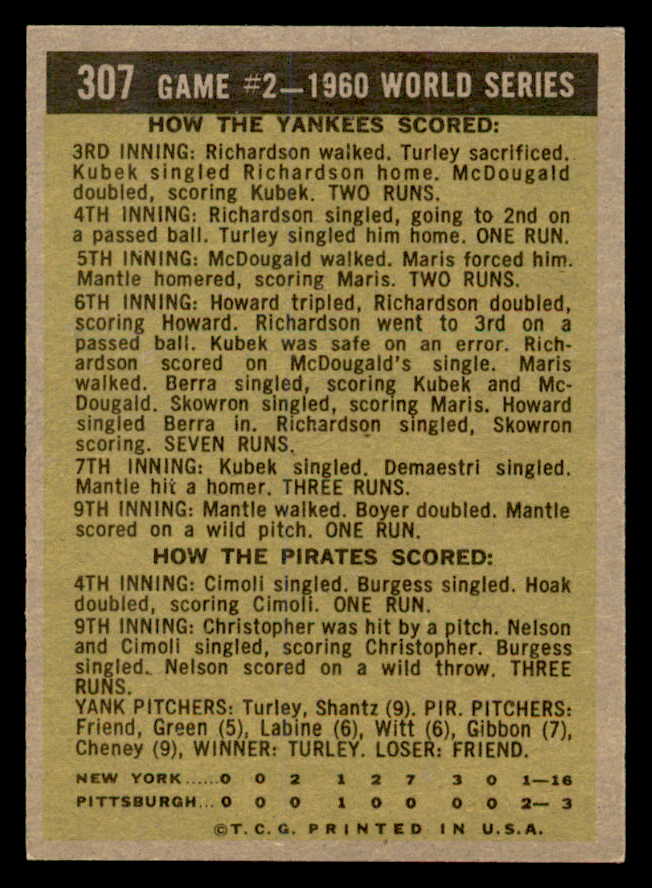 307 GAME #2—1960 WORLD SERIES
HOW THE YANKEES SCORED:
3RD INNING: Richardson walked. Turley sacrificed.
Kubek singled Richardson home. McDougald
doubled, scoring Kubek. TWO RUNS.
4TH INNING: Richardson singled, going to 2nd on
a passed ball. Turley singled him home. ONE RUN.
5TH INNING: McDougald walked. Maris forced him.
Mantle homered, scoring Maris. TWO RUNS.
6TH INNING: Howard tripled, Richardson doubled,
scoring Howard. Richardson went to 3rd on a
passed ball. Kubek was safe on an error. Rich-
ardson scored on McDougald's single. Maris
walked. Berra singled, scoring Kubek and Mc-
Dougald. Skowron singled, scoring Maris. Howard
singled Berra in. Richardson singled, Skowron
scoring. SEVEN RUNS.
7TH INNING: Kubek singled. Demaestri singled.
Mantle hit a homer. THREE RUNS.
9TH INNING: Mantle walked. Boyer doubled. Mantle
scored on a wild pitch. ONE RUN.
HOW THE PIRATES SCORED:
4TH INNING: Cimoli singled. Burgess singled. Hoak
doubled, scoring Cimoli. ONE RUN.
9TH INNING: Christopher was hit by a pitch. Nelson
and Cimoli singled, scoring Christopher. Burgess
singled. Nelson scored on a wild throw. THREE
RUNS.
YANK PITCHERS: Turley, Shantz (9). PIR. PITCHERS:
Friend, Green (5), Labine (6), Witt (6), Gibbon (7),
Cheney (9), WINNER: TURLEY. LOSER: FRIEND.
NEW YORK...... 0 0 2 1 2 7 3 0 1—16
PITTSBURGH... 0 0 0 1 0 0 0 0 2— 3
©T.C.G. PRINTED IN U.S.A.